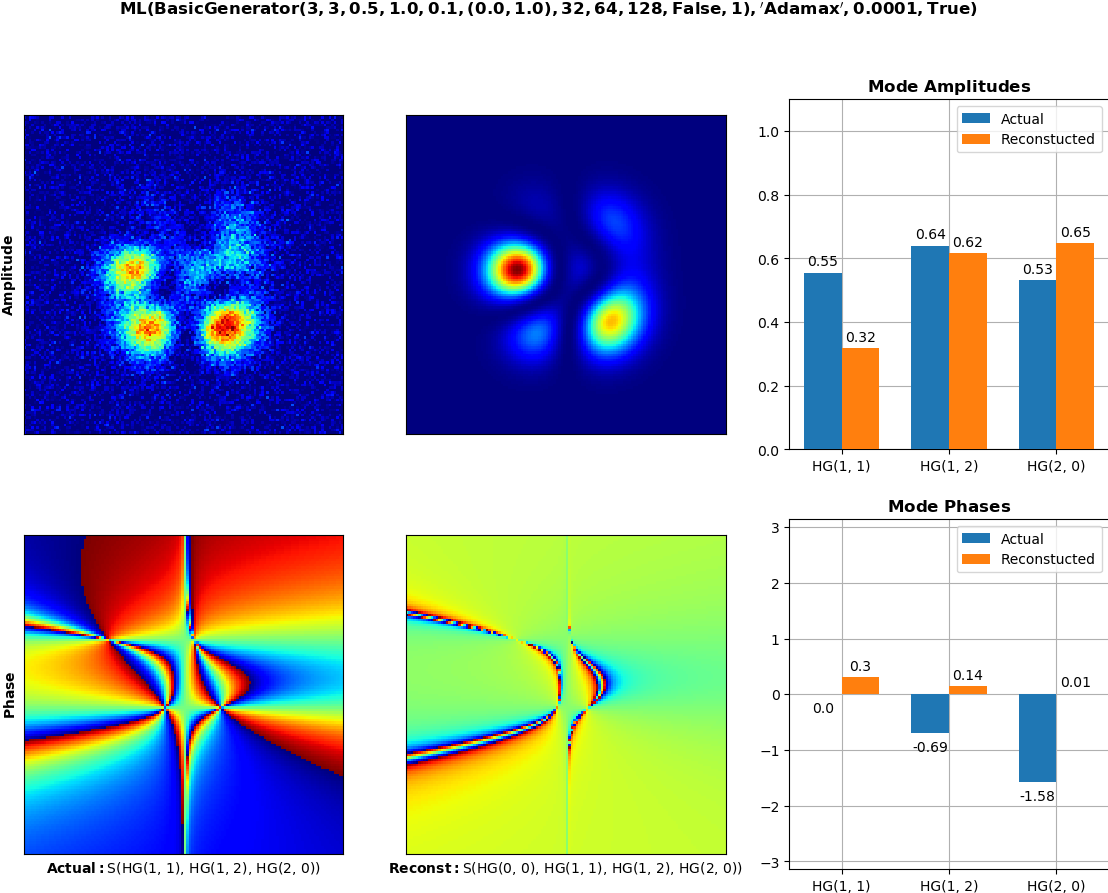 ML(BasicGenerator(3, 3, 0.5, 1.0, 0.1, (0.0, 1.0), 32, 64, 128, False, 1), ′Adamax′, 0.0001, True)
Amplitude
Mode Amplitudes
Actual
Reconstucted
1.0
0.8
0.6
0.4
0.2
0.0
0.55
0.32
0.64
0.62
0.53
0.65
HG(1, 1)
HG(1, 2)
HG(2, 0)
Phase
Actual: S(HG(1, 1), HG(1, 2), HG(2, 0))
Reconst: S(HG(0, 0), HG(1, 1), HG(1, 2), HG(2, 0))
Mode Phases
Actual
Reconstucted
3
2
1
0
−1
−2
−3
0.0
0.3
-0.69
0.14
-1.58
0.01
HG(1, 1)
HG(1, 2)
HG(2, 0)